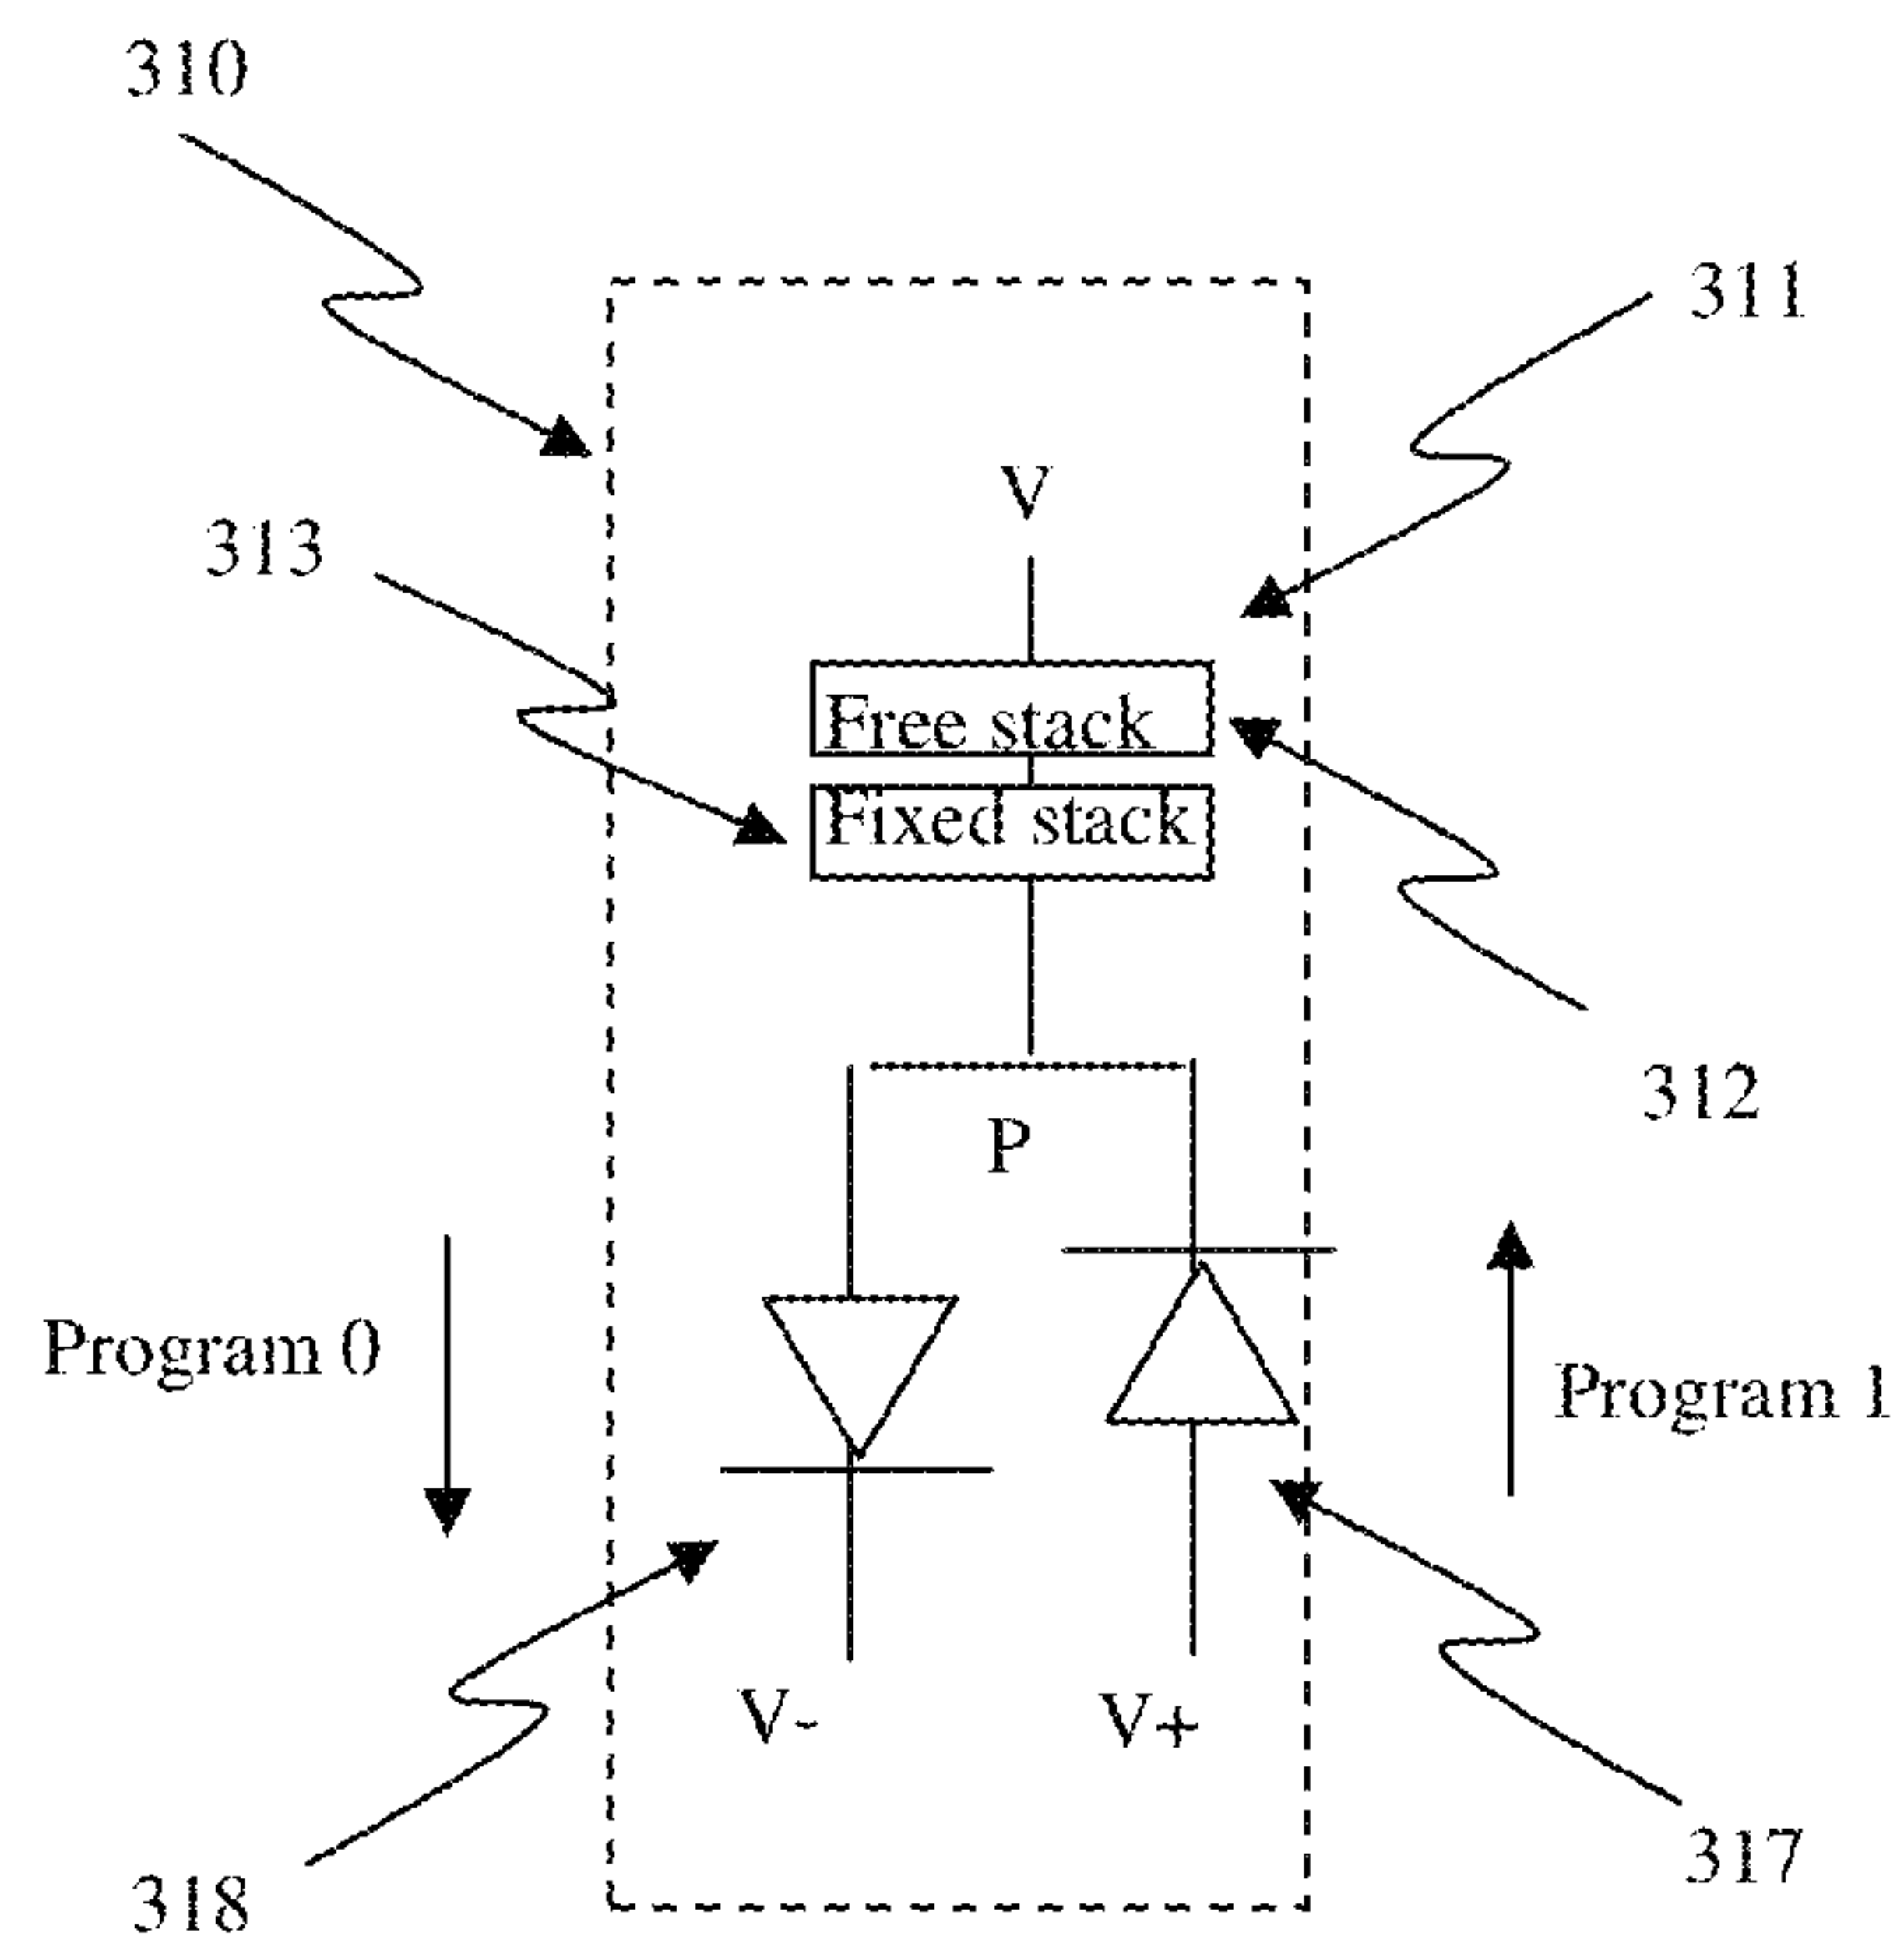 310
311
V
313
Free stack
Fixed stack
312
P
Program 0
Program 1
V-
V+
317
318